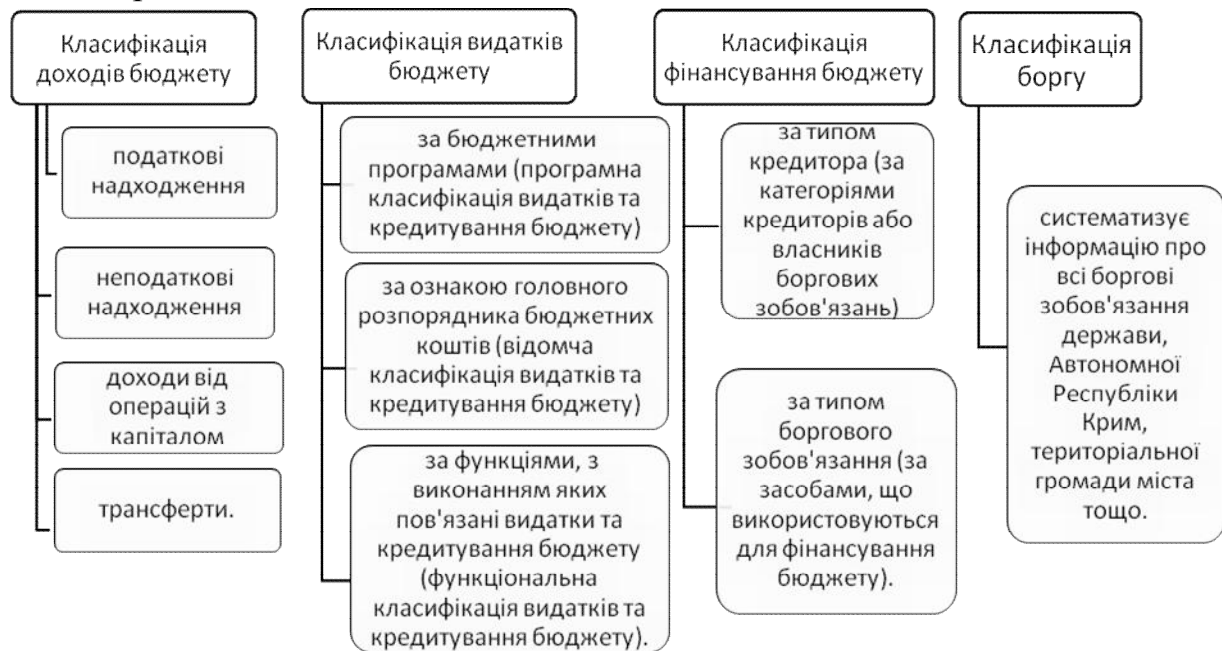 Класифікація
доходів бюджету
податкові
надходження
неподаткові
надходження
доходи від
операцій з
капіталом
трансферти.
Класифікація видатків
бюджету
за бюджетними
програмами (програмна
класифікація видатків та
кредитування бюджету)
за ознакою головного
розпорядника бюджетних
коштів (відомча
класифікація видатків та
кредитування бюджету)
за функціями, з
виконанням яких
пов'язані видатки та
кредитування бюджету
(функціональна
класифікація видатків та
кредитування бюджету).
Класифікація
фінансування бюджету
за типом
кредитора (за
категоріями
кредиторів або
власників
боргових
зобов'язань)
за типом
боргового
зобов'язання (за
засобами, що
використовуються
для фінансування
бюджету).
Класифікація
боргу
систематизує
інформацію про
всі боргові
зобов'язання
держави,
Автономної
Республіки
Крим,
територіальної
громади міста
тощо.